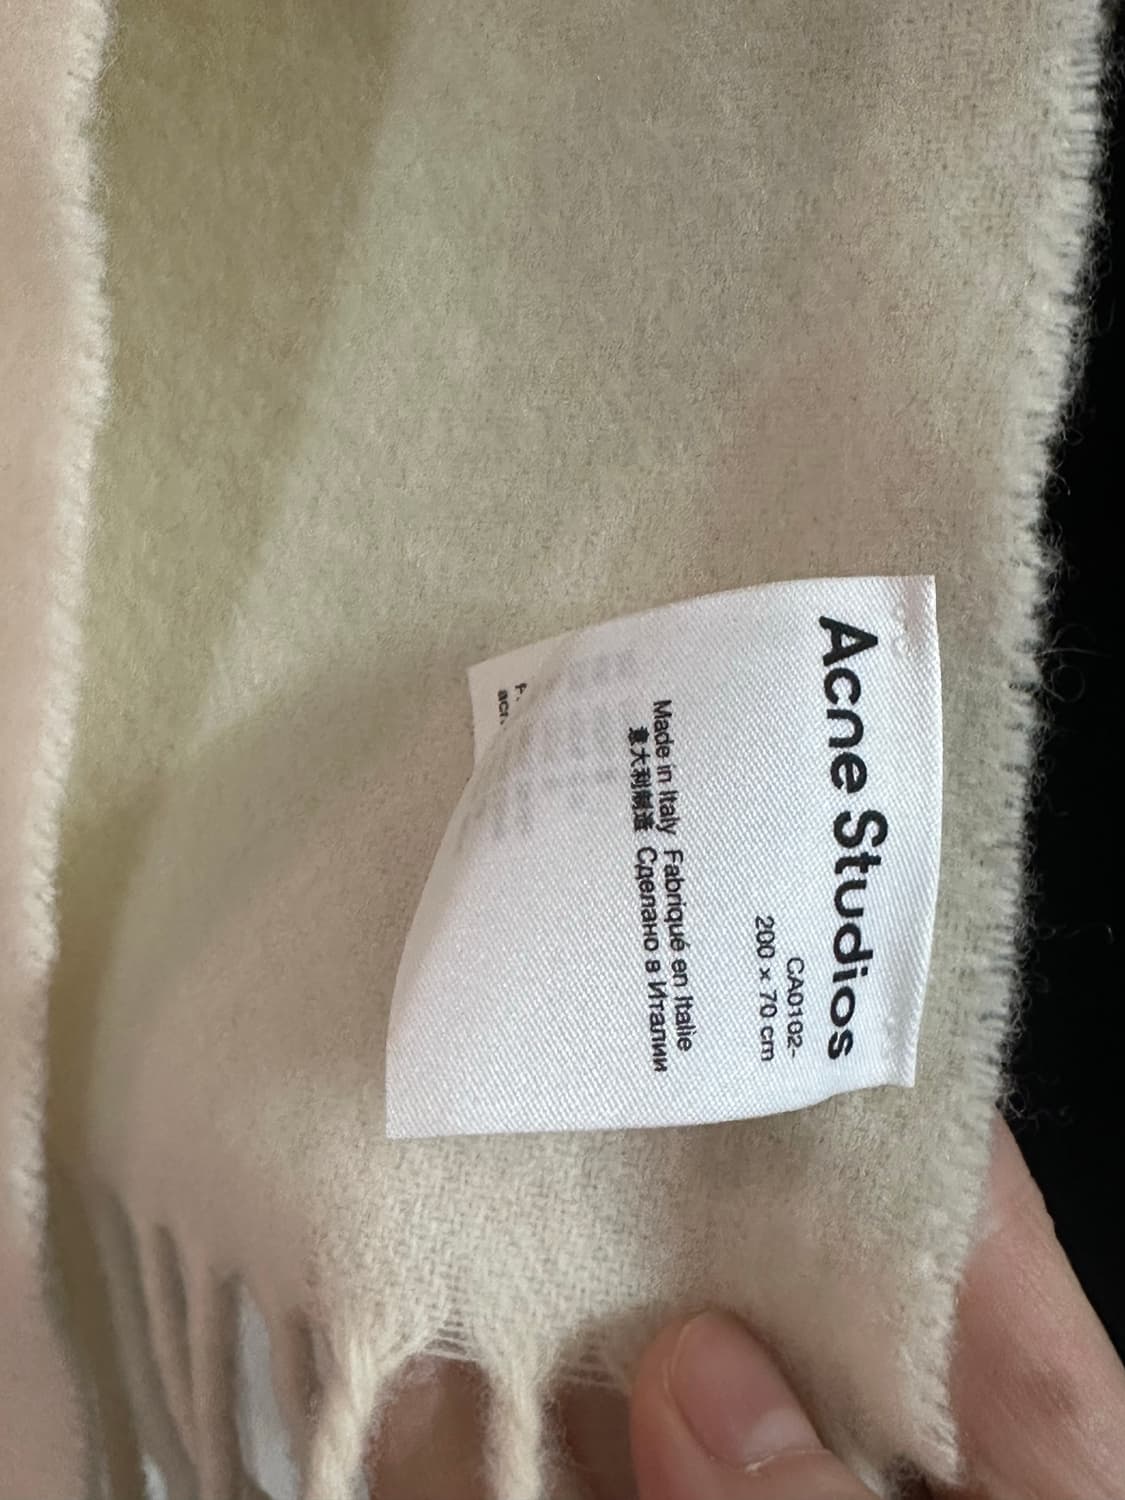 Acne Studios
CA0102-
200 x 70 cm
Made in Italy Fabriqué en Italie
意大利制造 Сделано в Италии